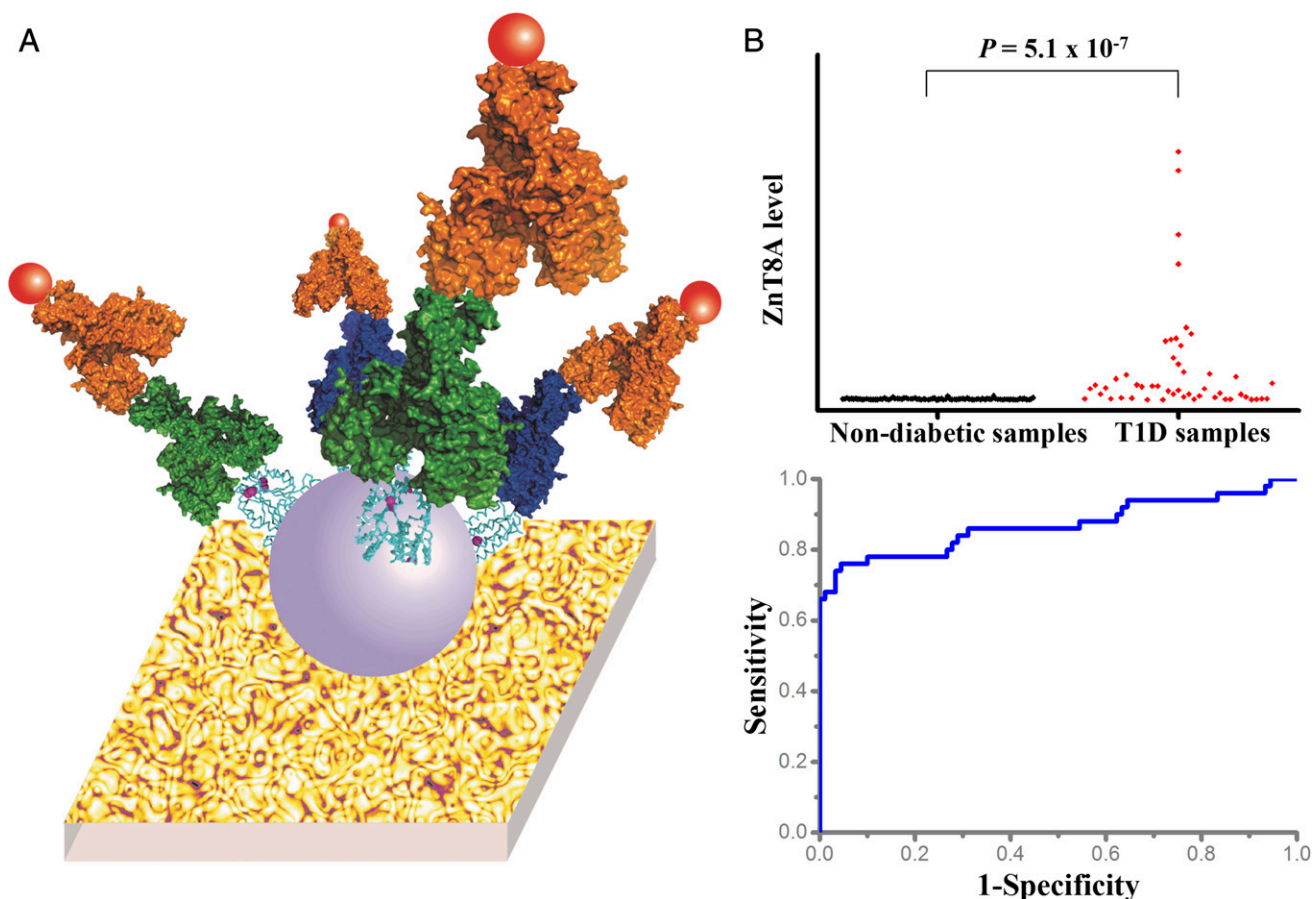 A
B
P = 5.1 x 10⁻⁷
ZnT8A level
Non-diabetic samples
T1D samples
1.0
0.8
0.6
0.4
0.2
0.0
Sensitivity
0.0 0.2 0.4 0.6 0.8 1.0
1-Specificity